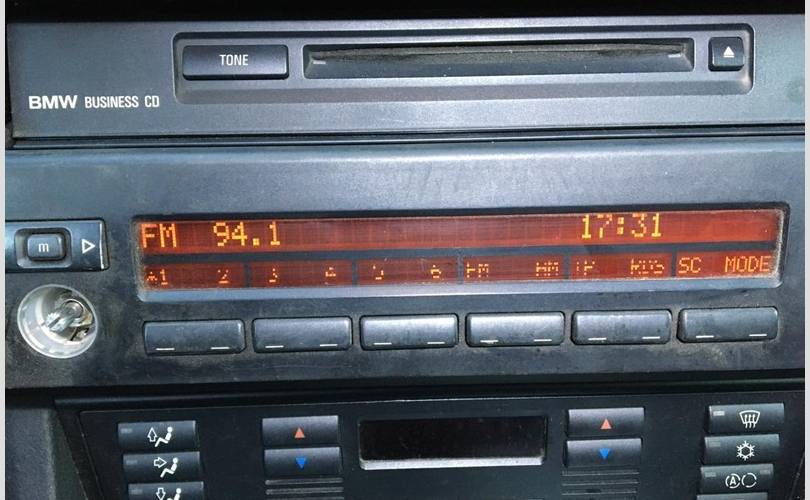 TONE
BMW BUSINESS CD
m
FM 94.1 17:31
*1 2 3 4 5 6 FM AM TP RDS SC MODE
A